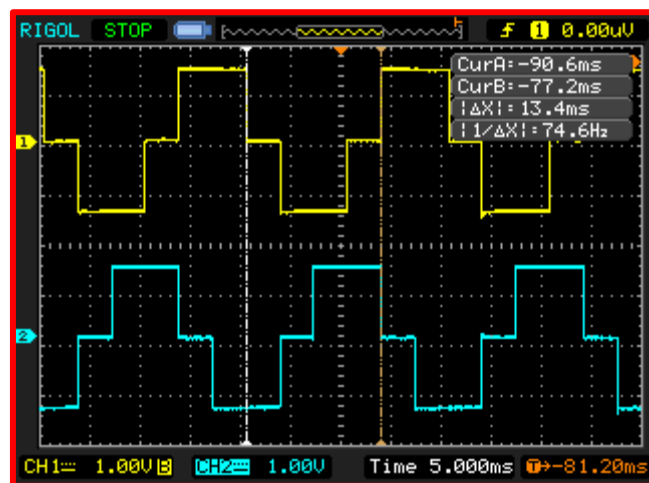 RIGOL STOP f 1 0.00uV
CurA=-90.6ms
CurB=-77.2ms
|ΔX|=13.4ms
|1/ΔX|=74.6Hz
1
2
CH1 1.00V B CH2 1.00V Time 5.000ms T→-81.20ms